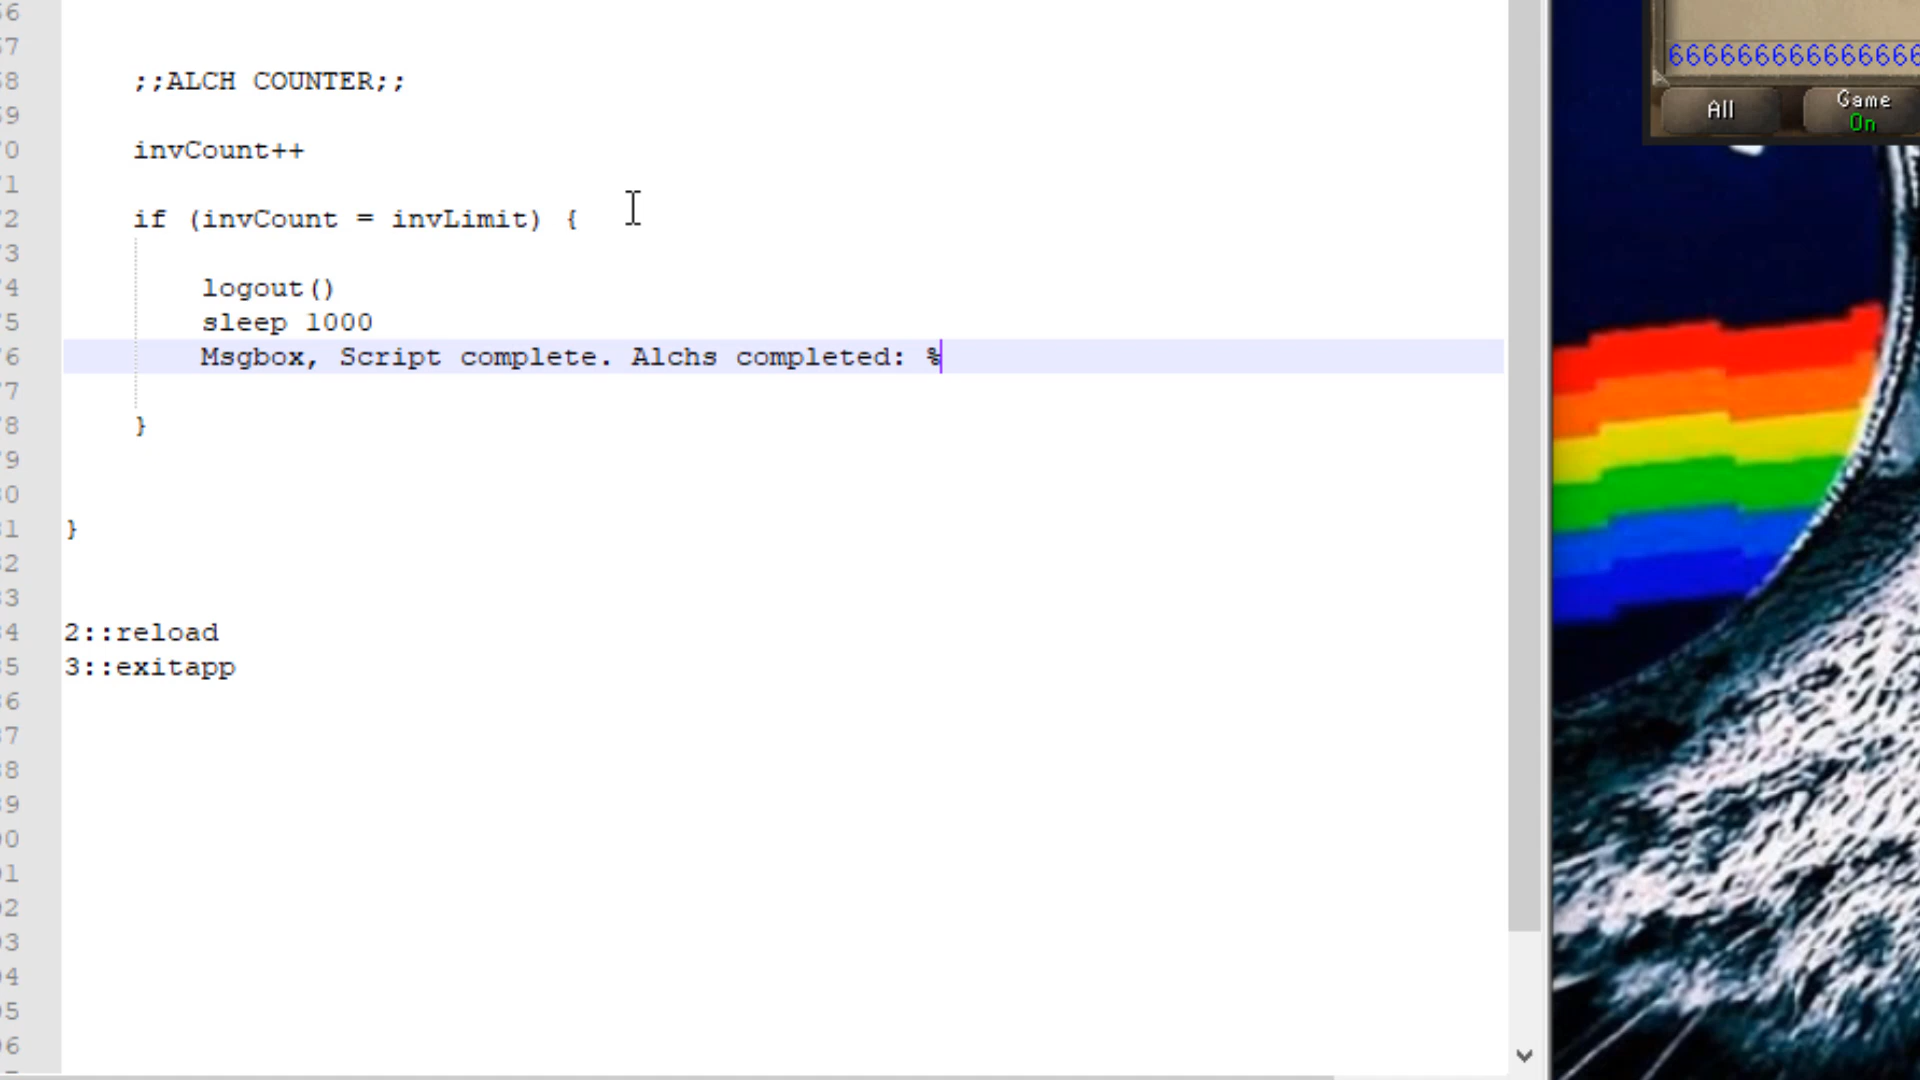 ;;ALCH COUNTER;;
invCount++
if (invCount = invLimit) {
logout()
sleep 1000
Msgbox, Script complete. Alchs completed: %
}
}
2::reload
3::exitapp
666666666666666
All
Game
On